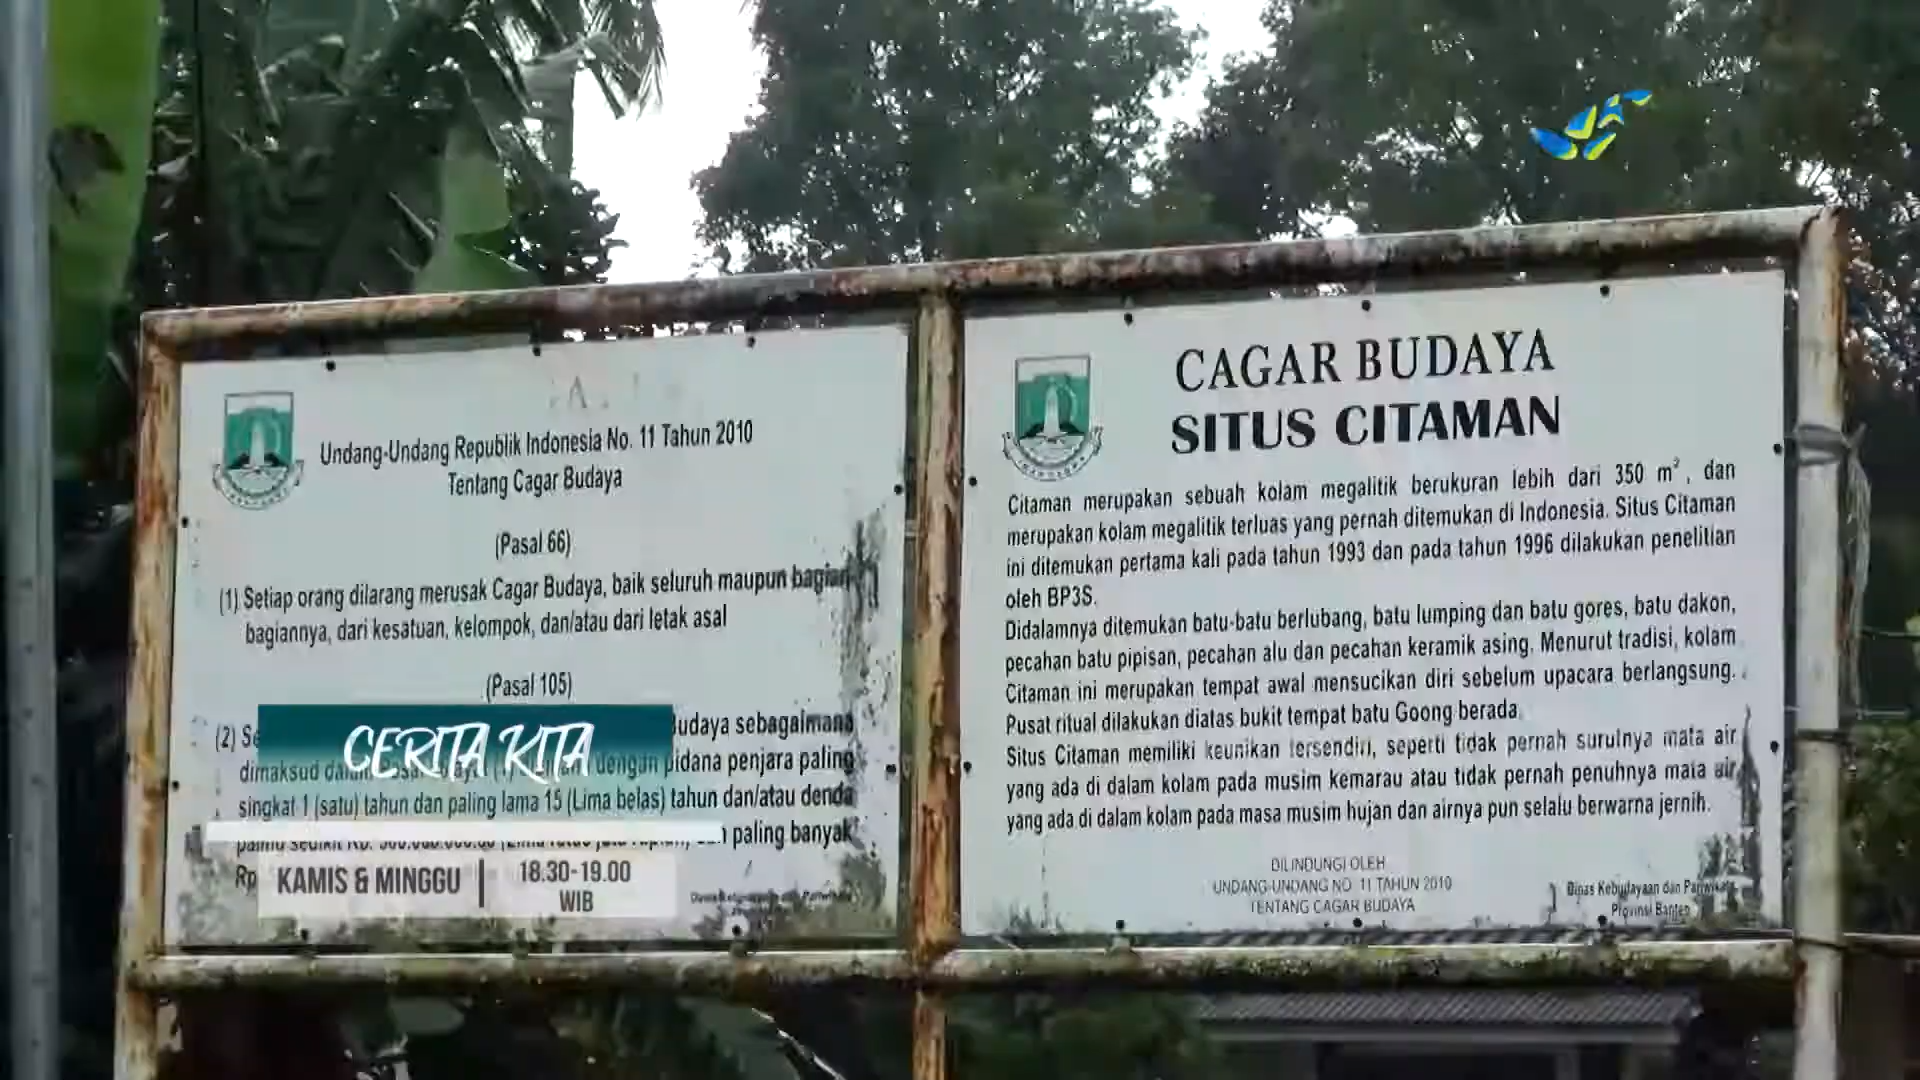 Undang-Undang Republik Indonesia No. 11 Tahun 2010
Tentang Cagar Budaya
(Pasal 66)
(1) Setiap orang dilarang merusak Cagar Budaya, baik seluruh maupun bagian
bagiannya, dari kesatuan, kelompok, dan/atau dari letak asal
(Pasal 105)
(2) Budaya sebagaimana
dimaksud dengan pidana penjara paling
singkat 1 (satu) tahun dan paling lama 15 (Lima belas) tahun dan/atau denda
paling banyak
Rp
CERITA KITA
KAMIS & MINGGU
18.30-19.00
WIB
CAGAR BUDAYA
SITUS CITAMAN
Citaman merupakan sebuah kolam megalitik berukuran lebih dari 350 m², dan
merupakan kolam megalitik terluas yang pernah ditemukan di Indonesia. Situs Citaman
ini ditemukan pertama kali pada tahun 1993 dan pada tahun 1996 dilakukan penelitian
oleh BP3S.
Didalamnya ditemukan batu-batu berlubang, batu lumping dan batu gores, batu dakon,
pecahan batu pipisan, pecahan alu dan pecahan keramik asing. Menurut tradisi, kolam
Citaman ini merupakan tempat awal mensucikan diri sebelum upacara berlangsung.
Pusat ritual dilakukan diatas bukit tempat batu Goong berada.
Situs Citaman memiliki keunikan tersendiri, seperti tidak pernah surutnya mata air
yang ada di dalam kolam pada musim kemarau atau tidak pernah penuhnya mata air
yang ada di dalam kolam pada masa musim hujan dan airnya pun selalu berwarna jernih.
DILINDUNGI OLEH
UNDANG-UNDANG NO. 11 TAHUN 2010
TENTANG CAGAR BUDAYA
Dinas Kebudayaan dan Pariwisata
Provinsi Banten